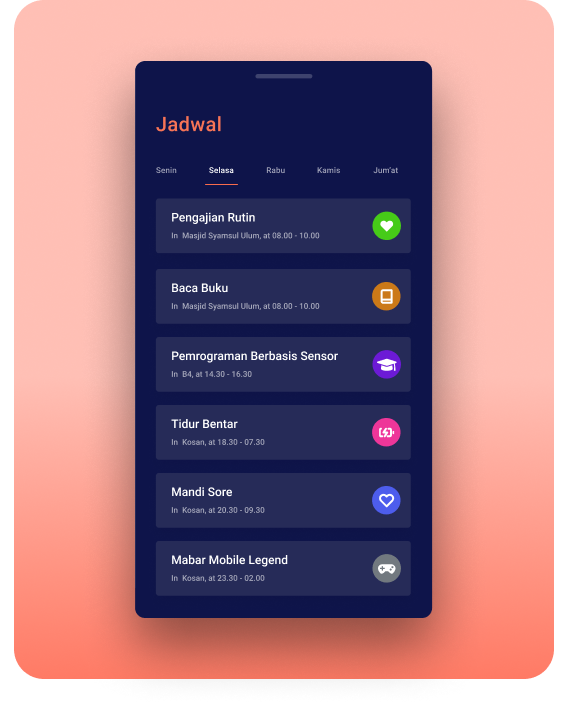 Jadwal
Senin Selasa Rabu Kamis Jum'at
Pengajian Rutin
In Masjid Syamsul Ulum, at 08.00 - 10.00
Baca Buku
In Masjid Syamsul Ulum, at 08.00 - 10.00
Pemrograman Berbasis Sensor
In B4, at 14.30 - 16.30
Tidur Bentar
In Kosan, at 18.30 - 07.30
Mandi Sore
In Kosan, at 20.30 - 09.30
Mabar Mobile Legend
In Kosan, at 23.30 - 02.00